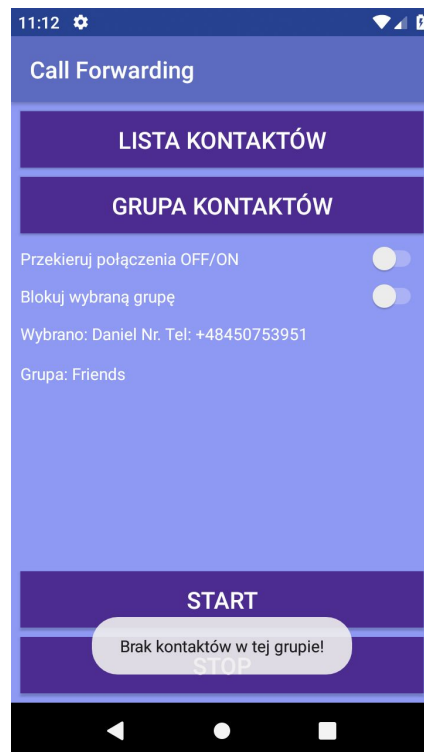 11:12
Call Forwarding
LISTA KONTAKTÓW
GRUPA KONTAKTÓW
Przekieruj połączenia OFF/ON
Blokuj wybraną grupę
Wybrano: Daniel Nr. Tel: +48450753951
Grupa: Friends
START
Brak kontaktów w tej grupie!
STOP